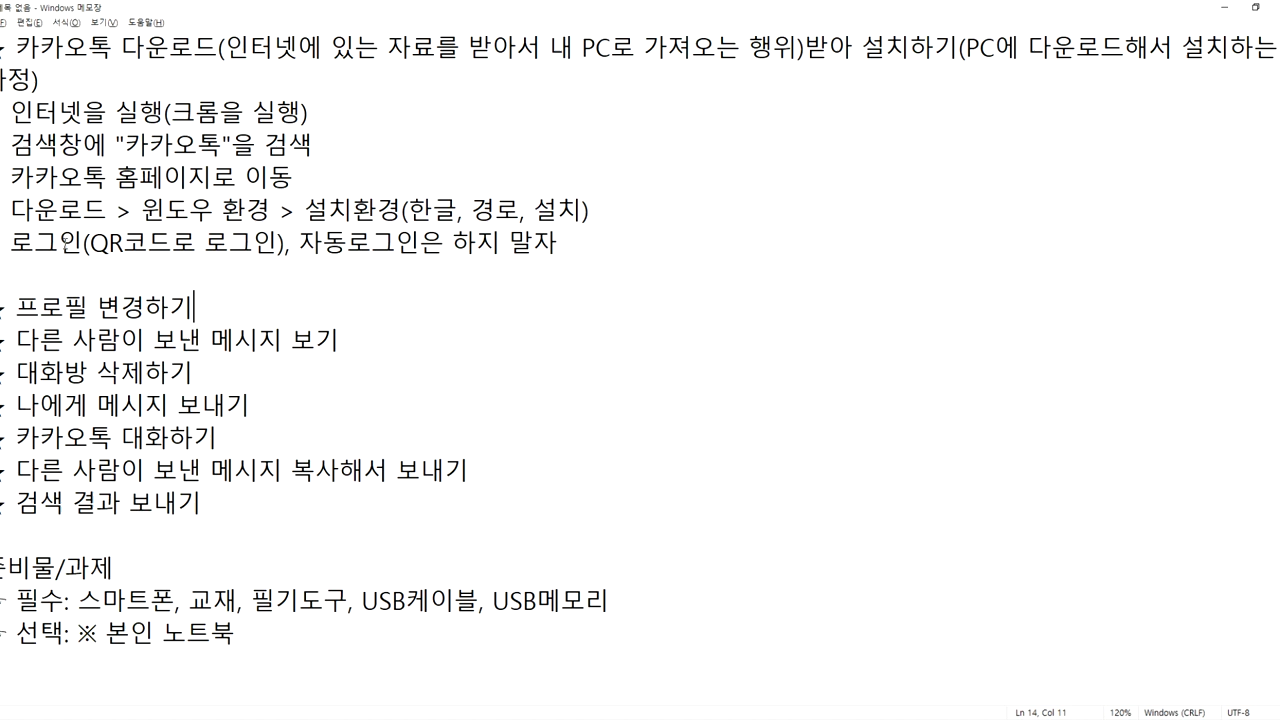 제목 없음 - Windows 메모장
편집(E) 서식(O) 보기(V) 도움말(H)
★ 카카오톡 다운로드(인터넷에 있는 자료를 받아서 내 PC로 가져오는 행위)받아 설치하기(PC에 다운로드해서 설치하는
과정)
인터넷을 실행(크롬을 실행)
검색창에 "카카오톡"을 검색
카카오톡 홈페이지로 이동
다운로드 > 윈도우 환경 > 설치환경(한글, 경로, 설치)
로그인(QR코드로 로그인), 자동로그인은 하지 말자
★ 프로필 변경하기
★ 다른 사람이 보낸 메시지 보기
★ 대화방 삭제하기
★ 나에게 메시지 보내기
★ 카카오톡 대화하기
★ 다른 사람이 보낸 메시지 복사해서 보내기
★ 검색 결과 보내기
준비물/과제
☞ 필수: 스마트폰, 교재, 필기도구, USB케이블, USB메모리
☞ 선택: ※ 본인 노트북
Ln 14, Col 11 120% Windows (CRLF) UTF-8